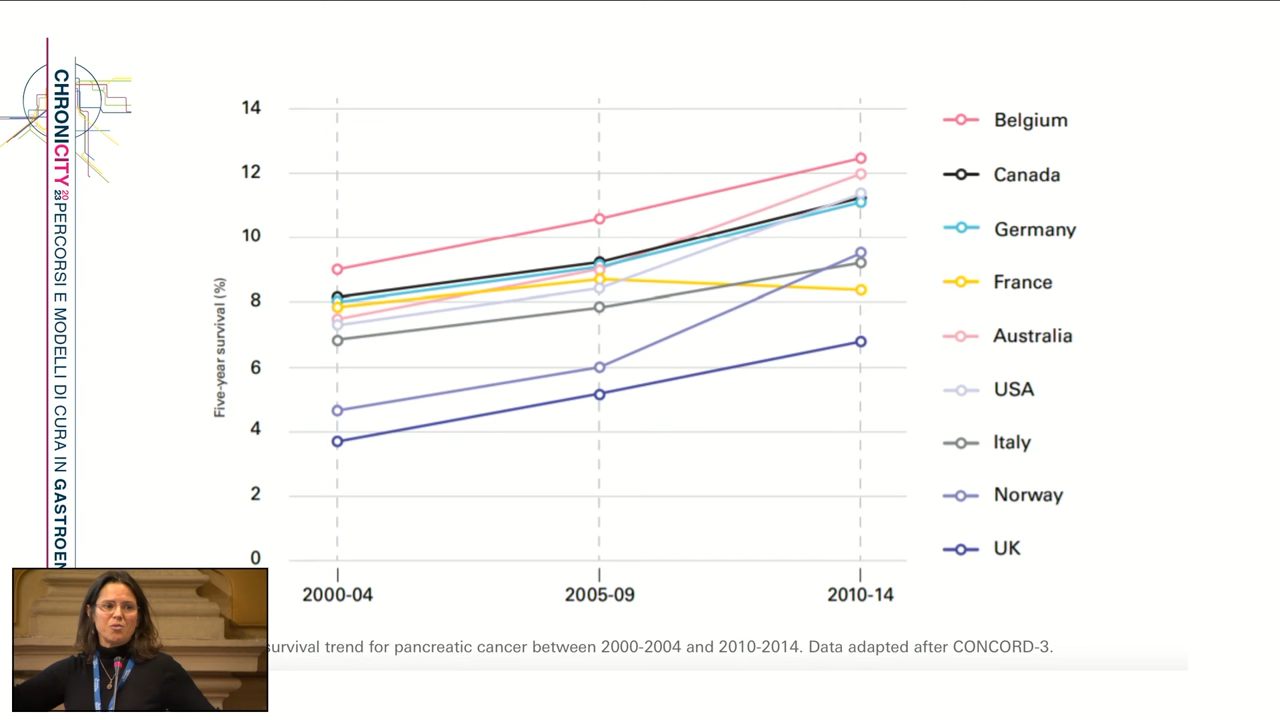 CHRONICITY 2023
PERCORSI E MODELLI DI CURA IN GASTROEN
14
12
10
8
6
4
2
0
Five-year survival (%)
2000-04
2005-09
2010-14
Belgium
Canada
Germany
France
Australia
USA
Italy
Norway
UK
survival trend for pancreatic cancer between 2000-2004 and 2010-2014. Data adapted after CONCORD-3.